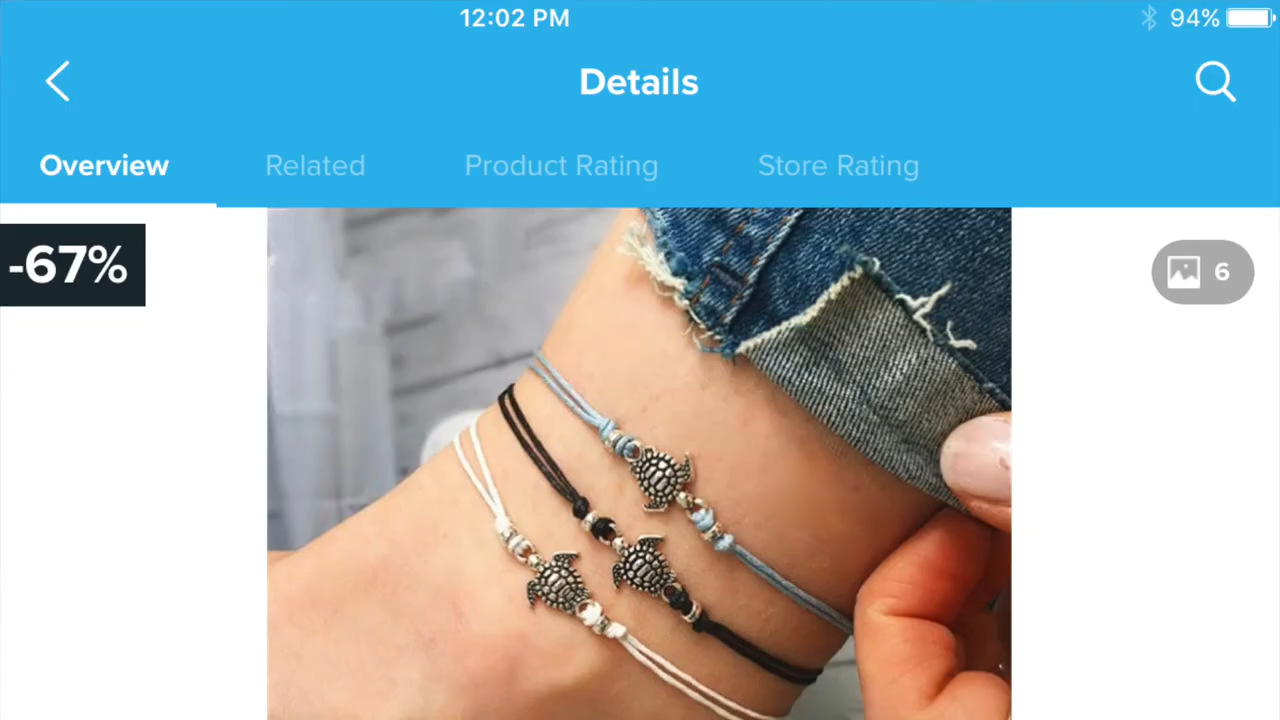 12:02 PM
94%
Details
Overview
Related
Product Rating
Store Rating
-67%
6